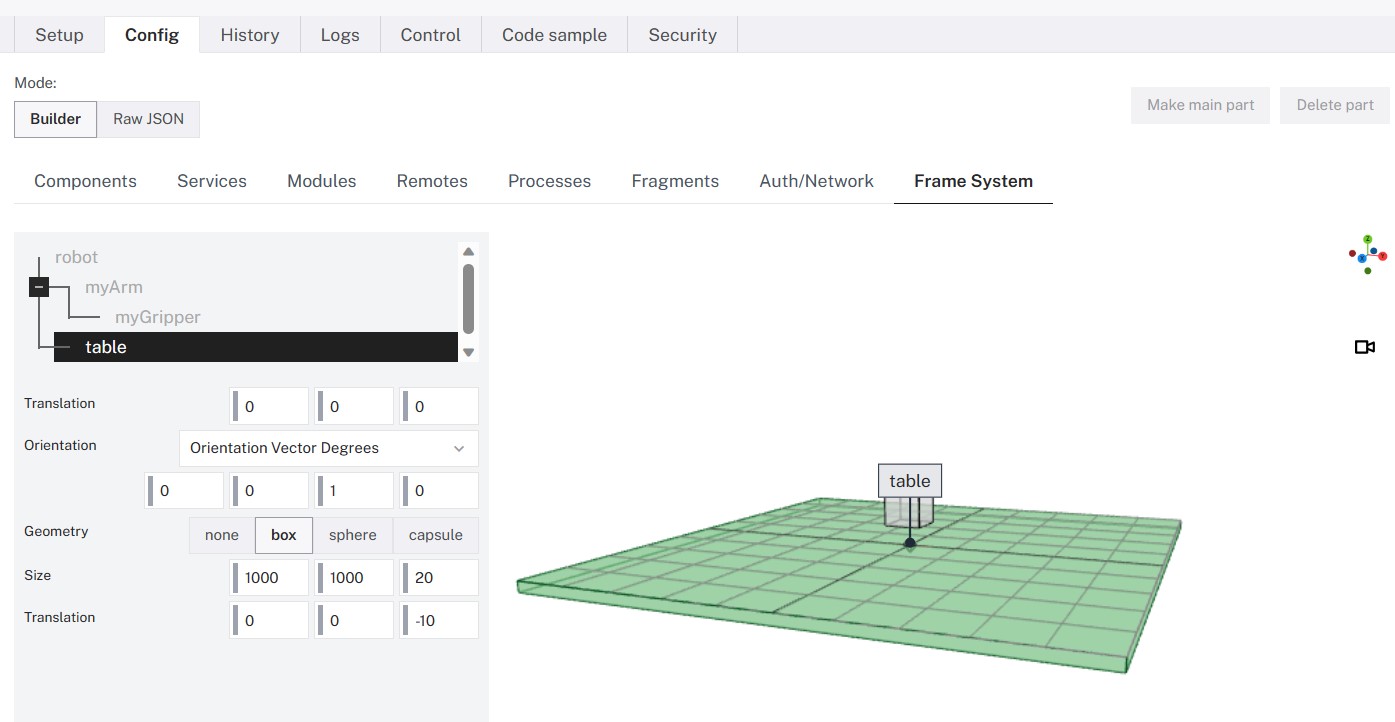 Setup Config History Logs Control Code sample Security
Mode:
Builder Raw JSON
Make main part Delete part
Components Services Modules Remotes Processes Fragments Auth/Network Frame System
robot
myArm
myGripper
table
Translation 0 0 0
Orientation Orientation Vector Degrees
0 0 1 0
Geometry none box sphere capsule
Size 1000 1000 20
Translation 0 0 -10
table
Z
X
Y